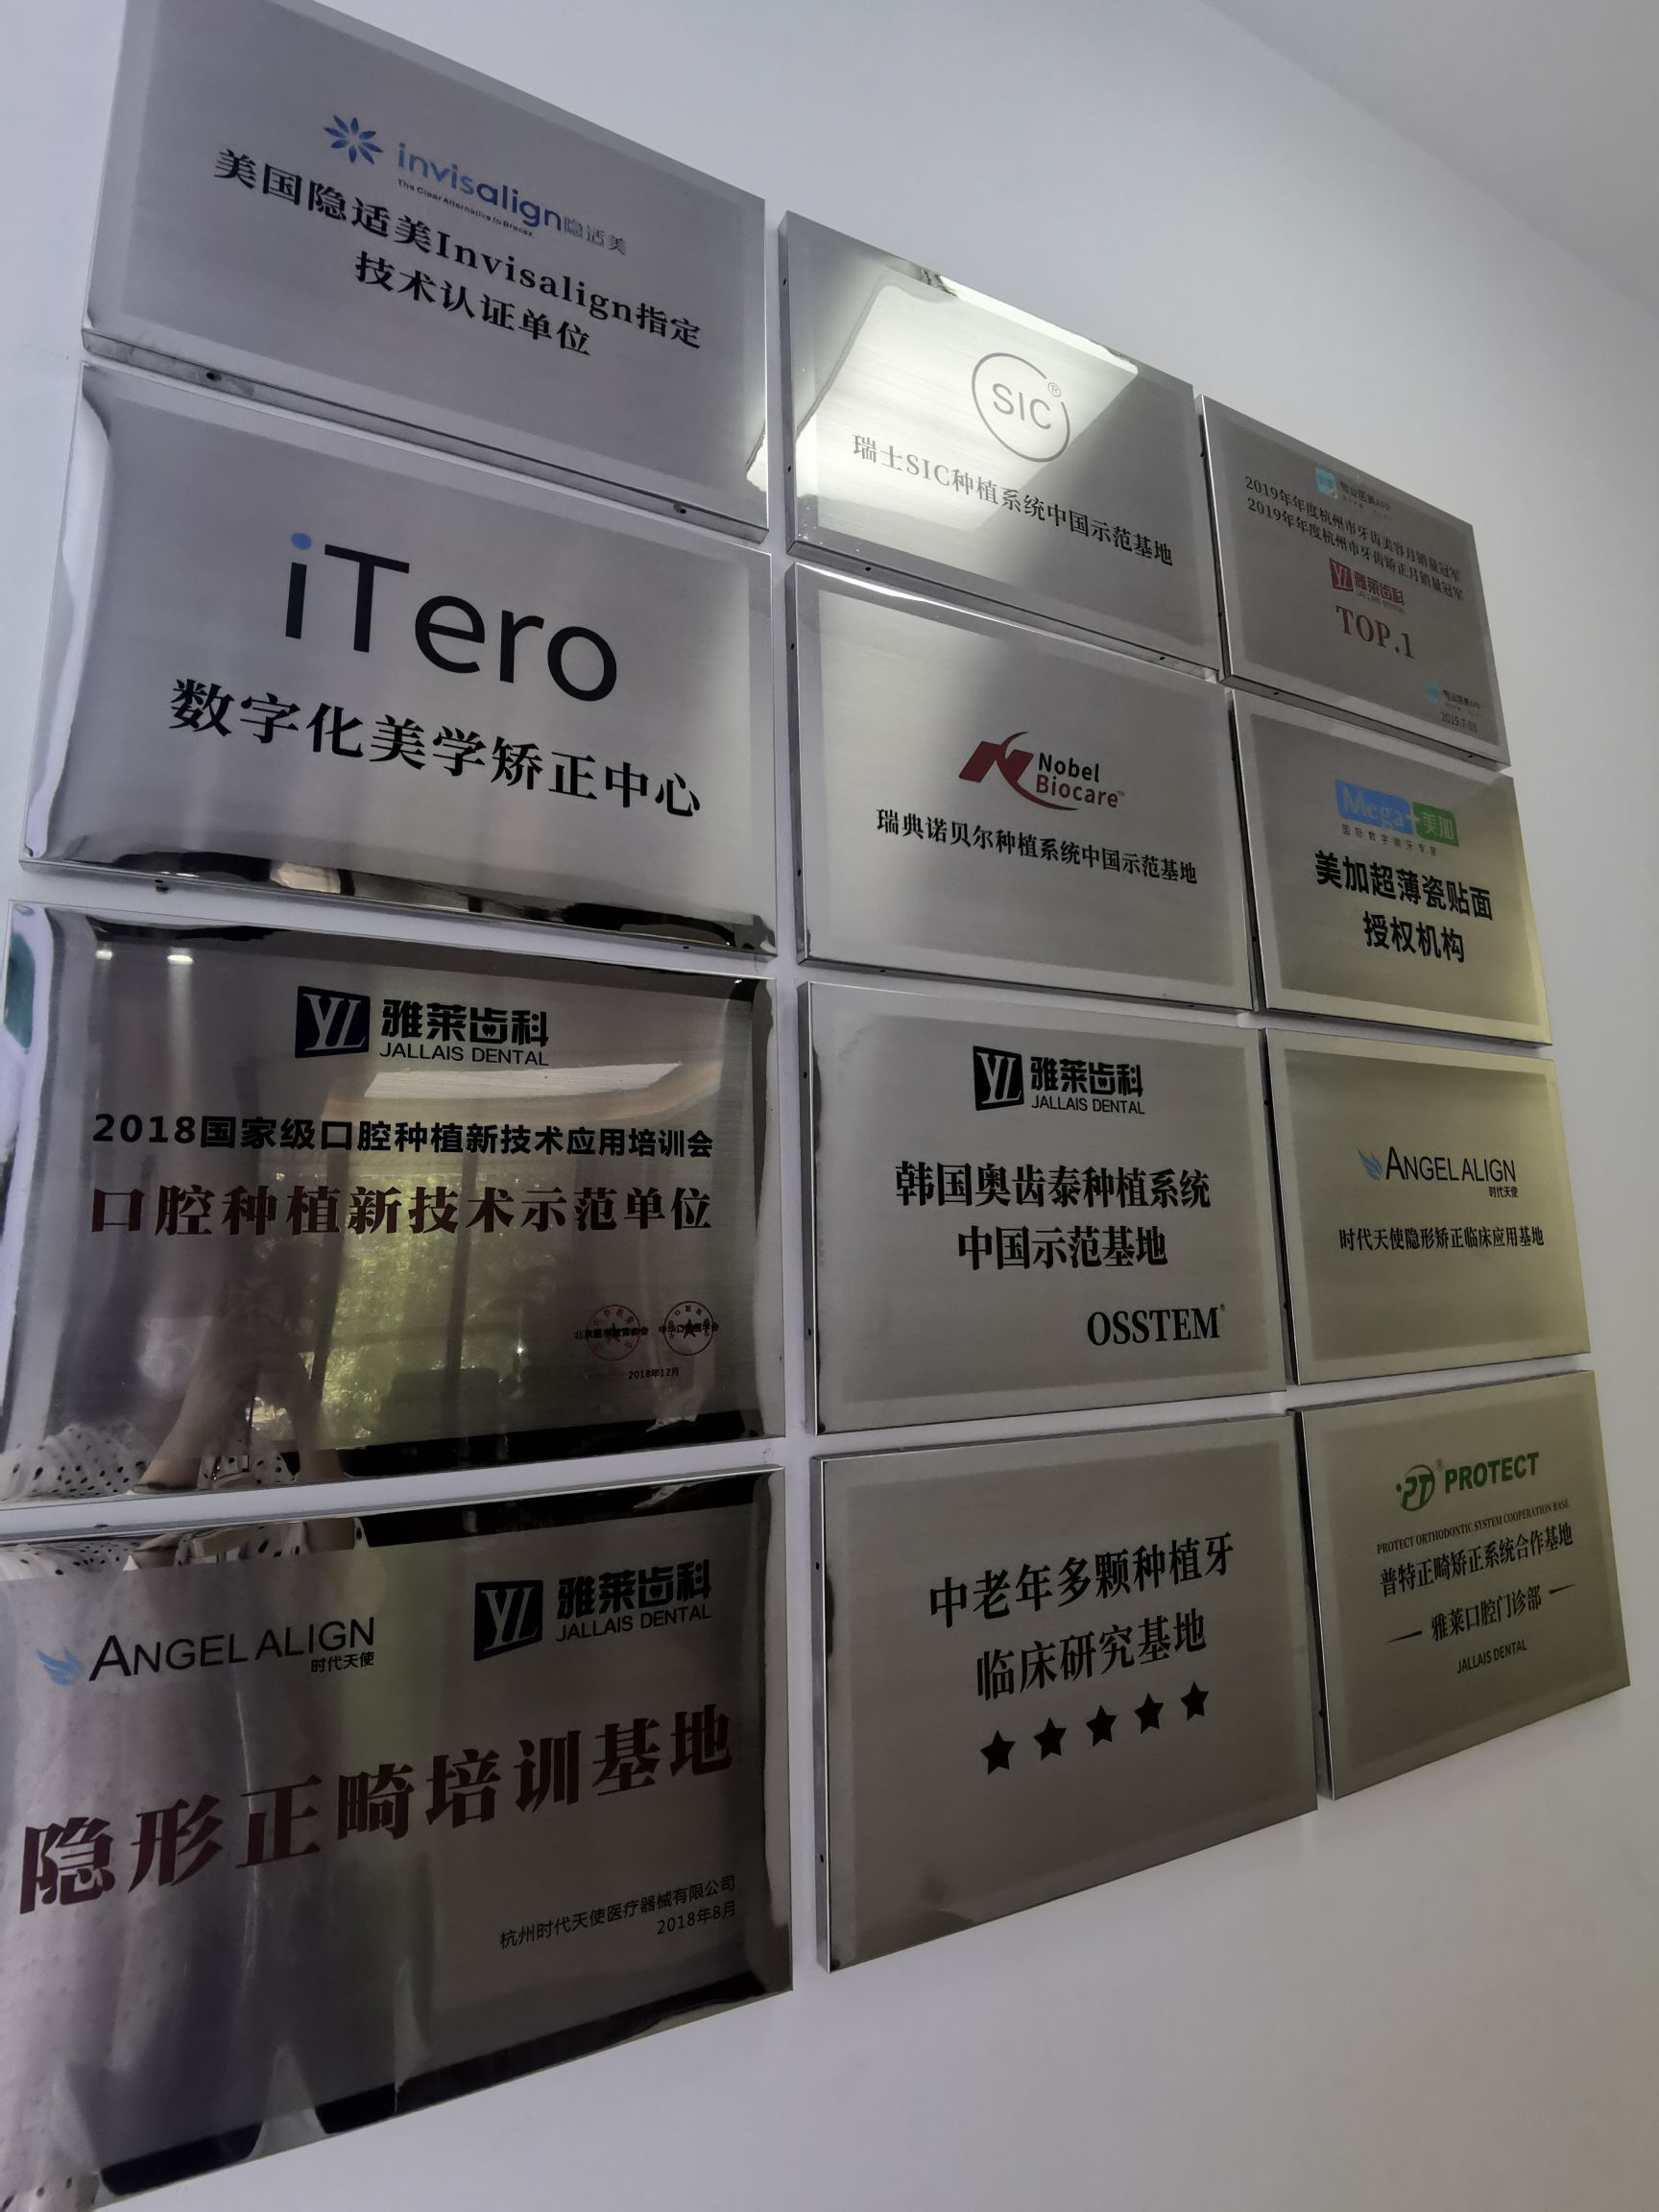 invisalign隐适美
The Clear Alternative to Braces
美国隐适美Invisalign指定
技术认证单位
iTero
数字化美学矫正中心
YL 雅莱齿科
JALLAIS DENTAL
2018国家级口腔种植新技术应用培训会
口腔种植新技术示范单位
2018年12月
ANGELALIGN
时代天使
YL 雅莱齿科
JALLAIS DENTAL
隐形正畸培训基地
杭州时代天使医疗器械有限公司
2018年8月
SIC®
瑞士SIC种植系统中国示范基地
Nobel
Biocare™
瑞典诺贝尔种植系统中国示范基地
YL 雅莱齿科
JALLAIS DENTAL
韩国奥齿泰种植系统
中国示范基地
OSSTEM®
中老年多颗种植牙
临床研究基地
2019年年度杭州市牙齿美容月销量冠军
2019年年度杭州市牙齿矫正月销量冠军
YL 雅莱齿科
JALLAIS DENTAL
TOP.1
Mega+美加
国际数字美牙专家
美加超薄瓷贴面
授权机构
ANGELALIGN
时代天使
时代天使隐形矫正临床应用基地
PT® PROTECT
PROTECT ORTHODONTIC SYSTEM COOPERATION BASE
普特正畸矫正系统合作基地
雅莱口腔门诊部
JALLAIS DENTAL